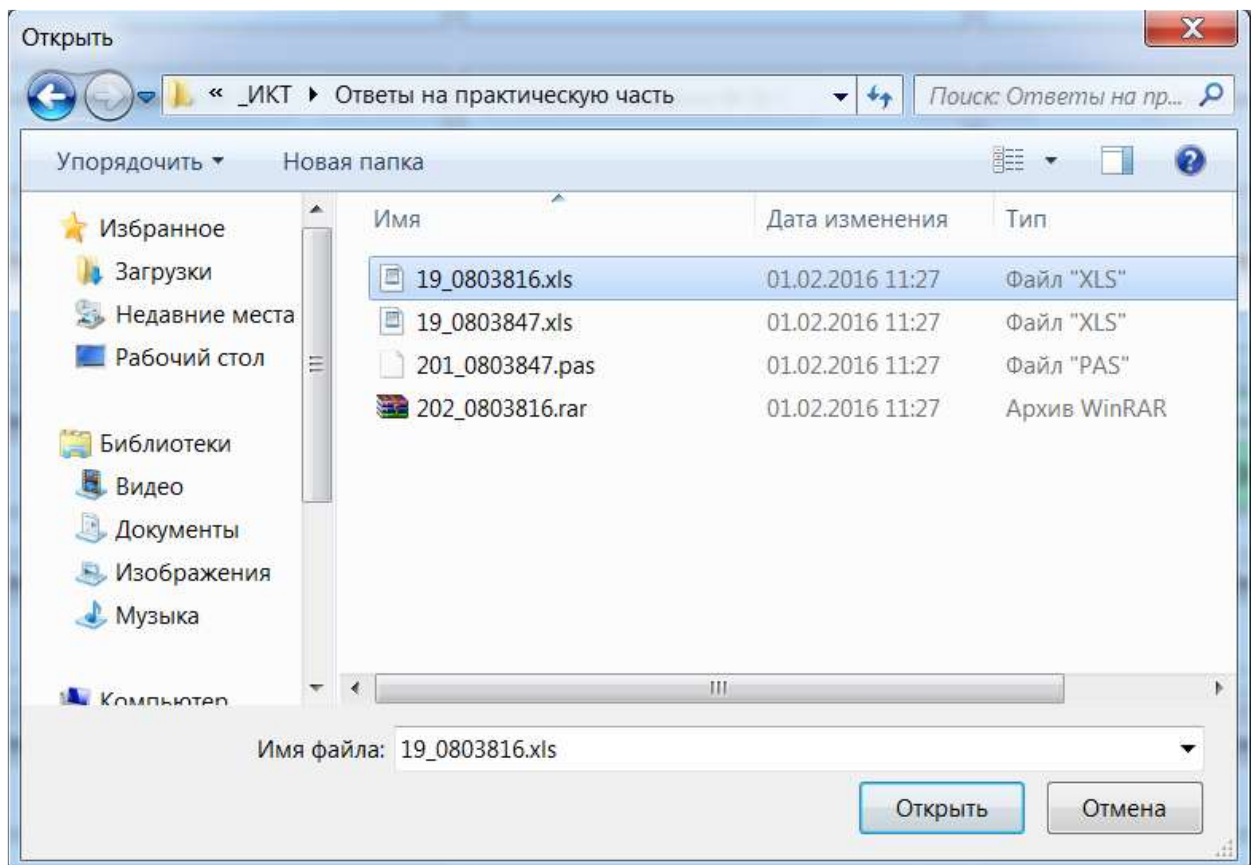 Открыть
« _ИКТ Ответы на практическую часть Поиск: Ответы на пр...
Упорядочить Новая папка
Имя Дата изменения Тип
Избранное
Загрузки
Недавние места
Рабочий стол
Библиотеки
Видео
Документы
Изображения
Музыка
Компьютер
19_0803816.xls 01.02.2016 11:27 Файл "XLS"
19_0803847.xls 01.02.2016 11:27 Файл "XLS"
201_0803847.pas 01.02.2016 11:27 Файл "PAS"
202_0803816.rar 01.02.2016 11:27 Архив WinRAR
Имя файла: 19_0803816.xls
Открыть Отмена